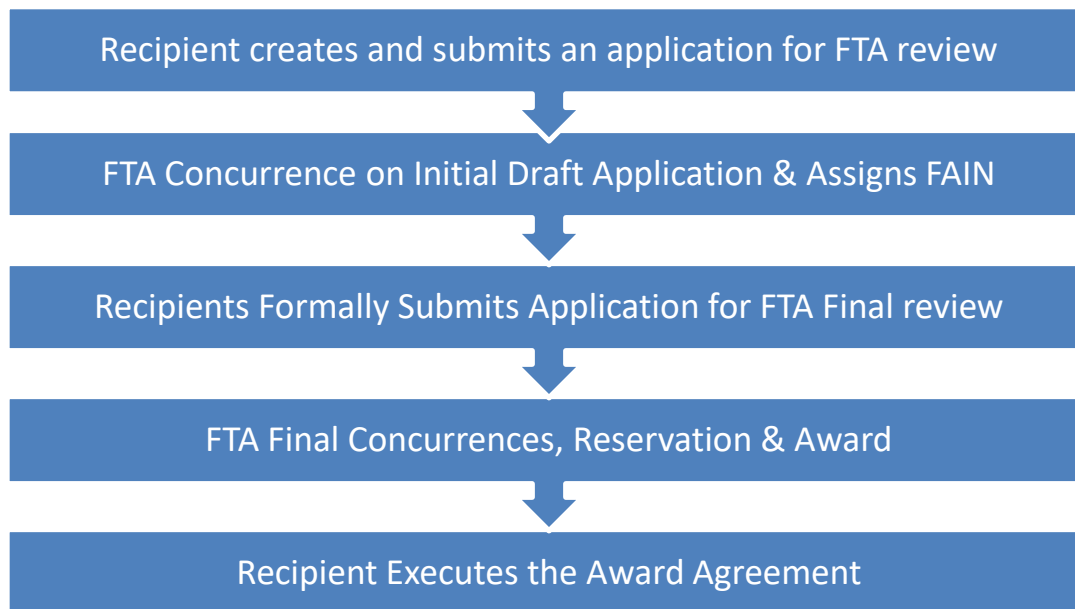 Recipient creates and submits an application for FTA review
FTA Concurrence on Initial Draft Application & Assigns FAIN
Recipients Formally Submits Application for FTA Final review
FTA Final Concurrences, Reservation & Award
Recipient Executes the Award Agreement